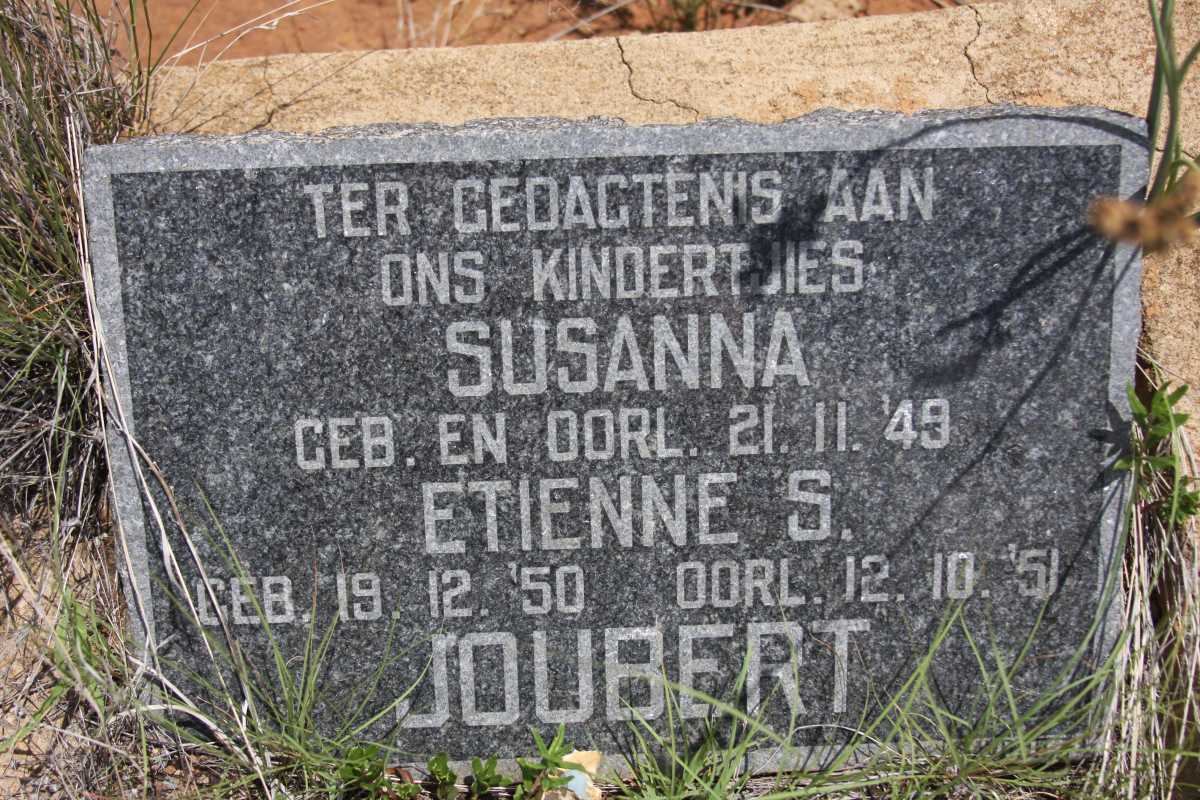 TER GEDAGTENIS AAN
ONS KINDERTJIES
SUSANNA
GEB. EN OORL. 21. 11. '49
ETIENNE S.
GEB. 19. 12. '50 OORL. 12. 10. '51
JOUBERT